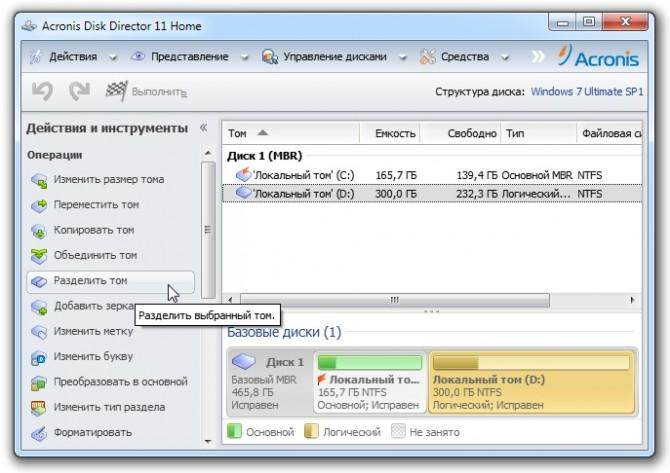 Acronis Disk Director 11 Home
Действия Представление Управление дисками Средства Acronis
Выполнить Структура диска: Windows 7 Ultimate SP1
Действия и инструменты
Операции
Изменить размер тома
Переместить том
Копировать том
Объединить том
Разделить том
Добавить зерка
Изменить метку
Изменить букву
Преобразовать в основной
Изменить тип раздела
Форматировать
Разделить выбранный том.
Том Емкость Свободно Тип Файловая си
Диск 1 (MBR)
'Локальный том' (C:) 165,7 ГБ 139,4 ГБ Основной MBR NTFS
'Локальный том' (D:) 300,0 ГБ 232,3 ГБ Логический... NTFS
Базовые диски (1)
Диск 1
Базовый MBR
465,8 ГБ
Исправен
Локальный то...
165,7 ГБ NTFS
Основной; Исправен
Локальный том (D:)
300,0 ГБ NTFS
Логический; Исправен
Основной Логический Не занято